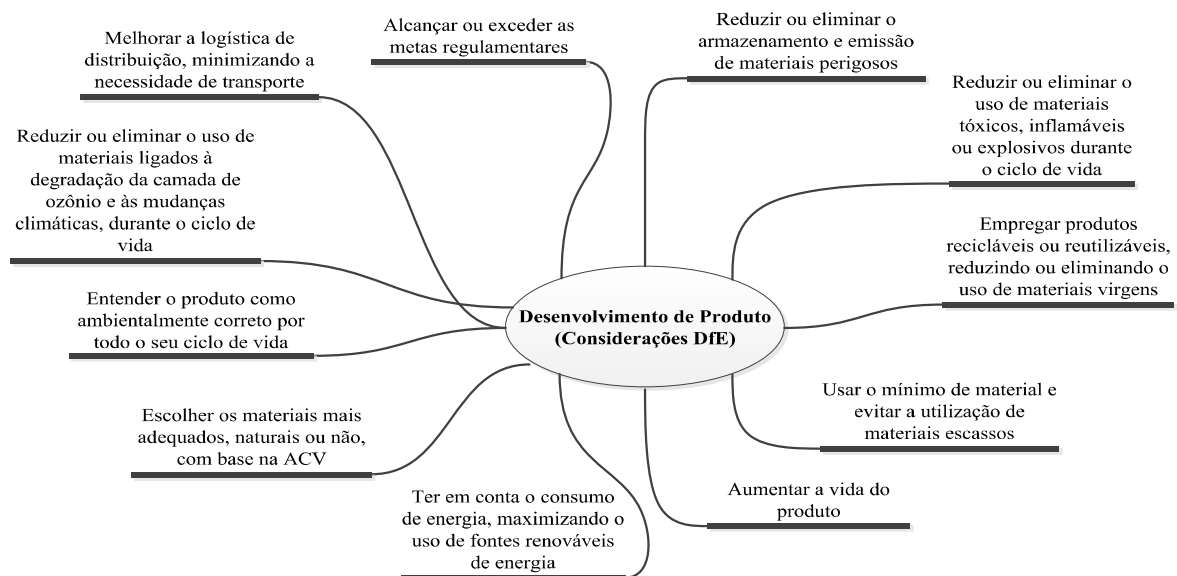 Melhorar a logística de
distribuição, minimizando a
necessidade de transporte
Alcançar ou exceder as
metas regulamentares
Reduzir ou eliminar o
armazenamento e emissão
de materiais perigosos
Reduzir ou eliminar o
uso de materiais
tóxicos, inflamáveis
ou explosivos durante
o ciclo de vida
Reduzir ou eliminar o uso de
materiais ligados à
degradação da camada de
ozônio e às mudanças
climáticas, durante o ciclo de
vida
Empregar produtos
recicláveis ou reutilizáveis,
reduzindo ou eliminando o
uso de materiais virgens
Entender o produto como
ambientalmente correto por
todo o seu ciclo de vida
Desenvolvimento de Produto
(Considerações DfE)
Escolher os materiais mais
adequados, naturais ou não,
com base na ACV
Usar o mínimo de material e
evitar a utilização de
materiais escassos
Ter em conta o consumo
de energia, maximizando o
uso de fontes renováveis
de energia
Aumentar a vida do
produto